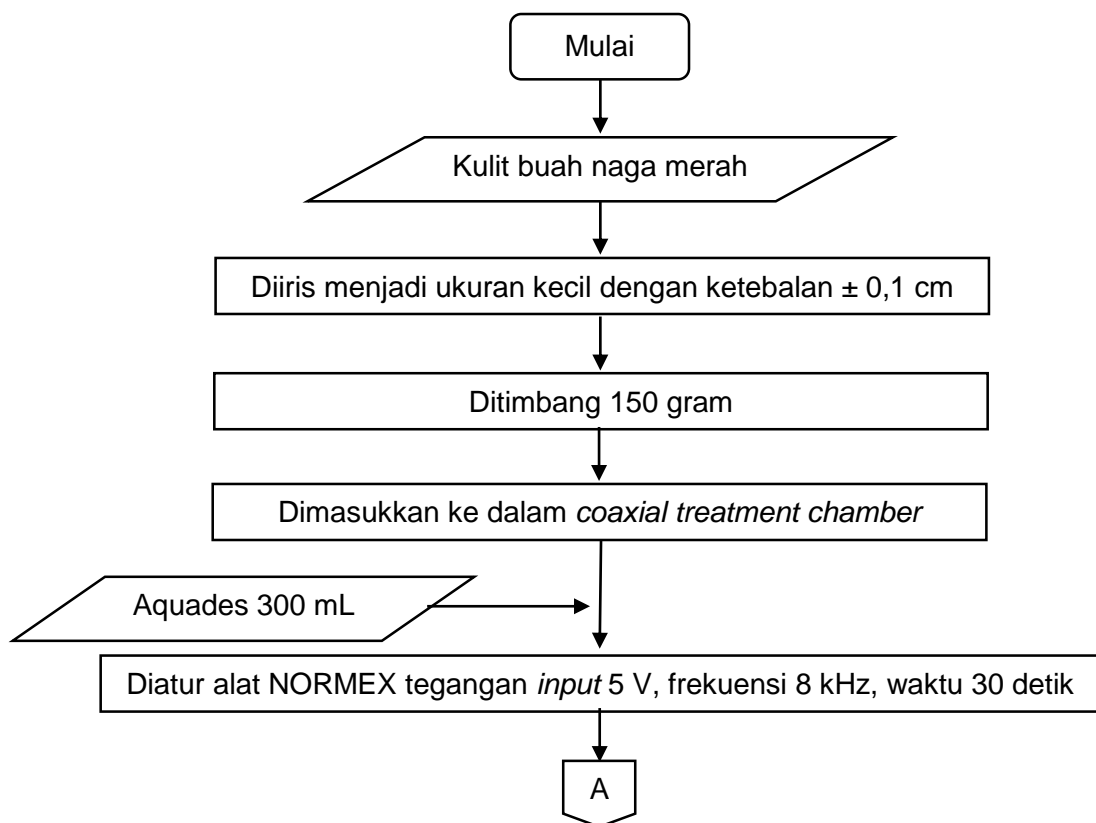 Mulai
Kulit buah naga merah
Diiris menjadi ukuran kecil dengan ketebalan ± 0,1 cm
Ditimbang 150 gram
Dimasukkan ke dalam coaxial treatment chamber
Aquades 300 mL
Diatur alat NORMEX tegangan input 5 V, frekuensi 8 kHz, waktu 30 detik
A